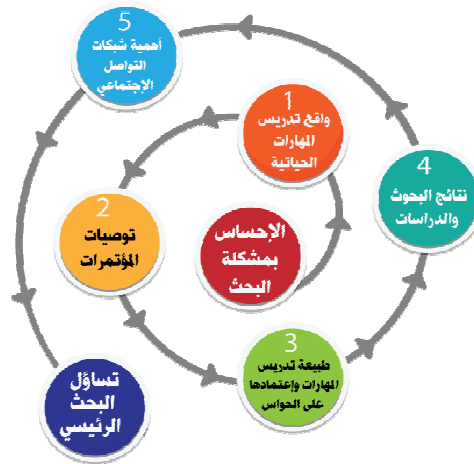 الإحساس
بمشكلة
البحث
1
واقع تدريس
المهارات
الحياتية
2
توصيات
المؤتمرات
3
طبيعة تدريس
المهارات وإعتمادها
على الحواس
4
نتائج البحوث
والدراسات
5
أهمية شبكات
التواصل
الإجتماعي
تساؤل
البحث
الرئيسي